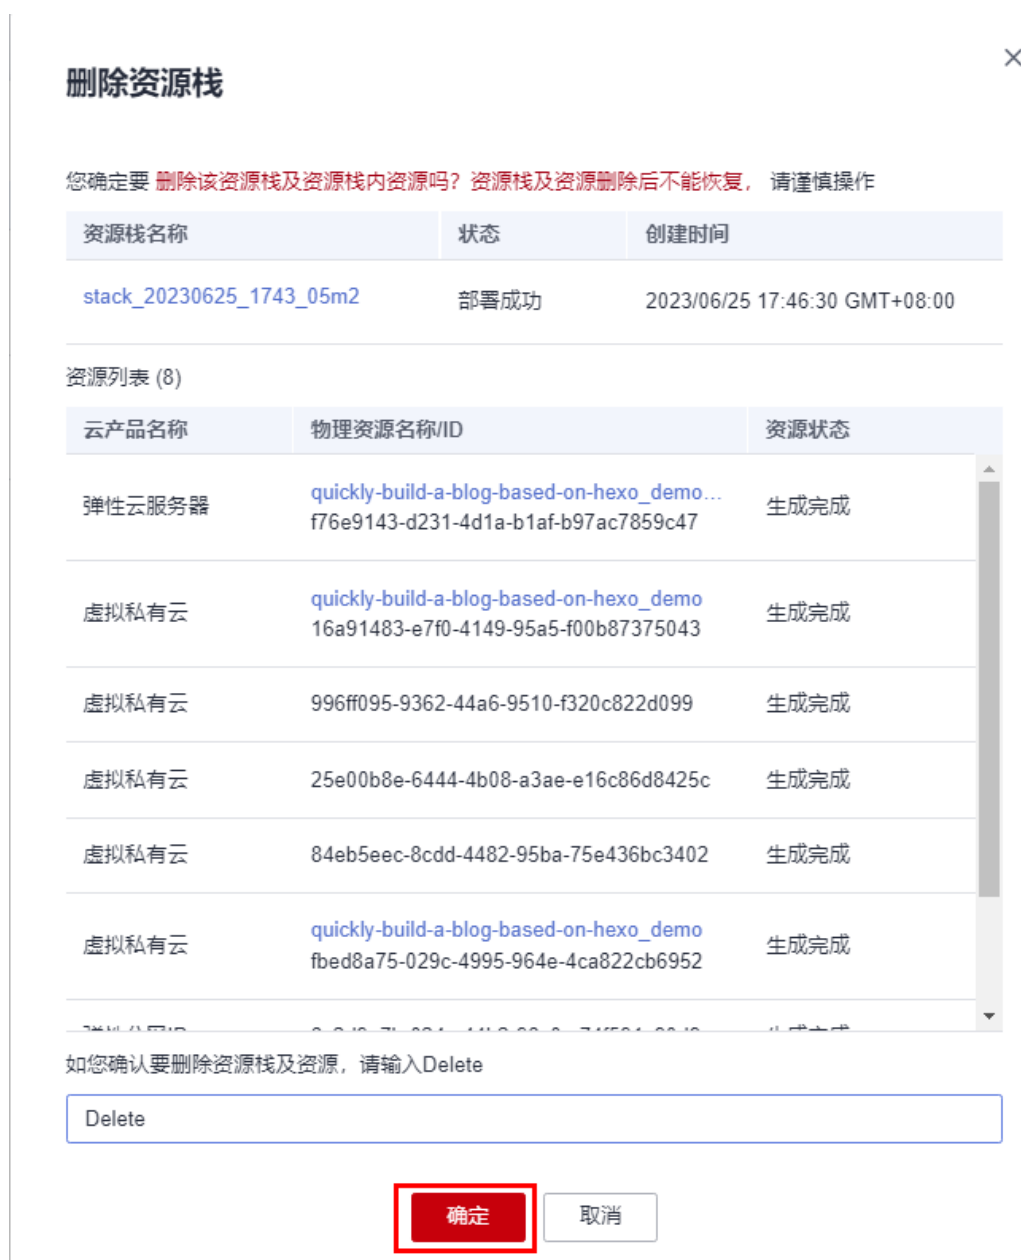 删除资源栈
您确定要 删除该资源栈及资源栈内资源吗？资源栈及资源删除后不能恢复， 请谨慎操作
资源栈名称 状态 创建时间
stack_20230625_1743_05m2 部署成功 2023/06/25 17:46:30 GMT+08:00
资源列表 (8)
云产品名称 物理资源名称/ID 资源状态
quickly-build-a-blog-based-on-hexo_demo...
弹性云服务器 f76e9143-d231-4d1a-b1af-b97ac7859c47 生成完成
quickly-build-a-blog-based-on-hexo_demo
虚拟私有云 16a91483-e7f0-4149-95a5-f00b87375043 生成完成
虚拟私有云 996ff095-9362-44a6-9510-f320c822d099 生成完成
虚拟私有云 25e00b8e-6444-4b08-a3ae-e16c86d8425c 生成完成
虚拟私有云 84eb5eec-8cdd-4482-95ba-75e436bc3402 生成完成
quickly-build-a-blog-based-on-hexo_demo
虚拟私有云 fbed8a75-029c-4995-964e-4ca822cb6952 生成完成
如您确认要删除资源栈及资源，请输入Delete
Delete
确定 取消